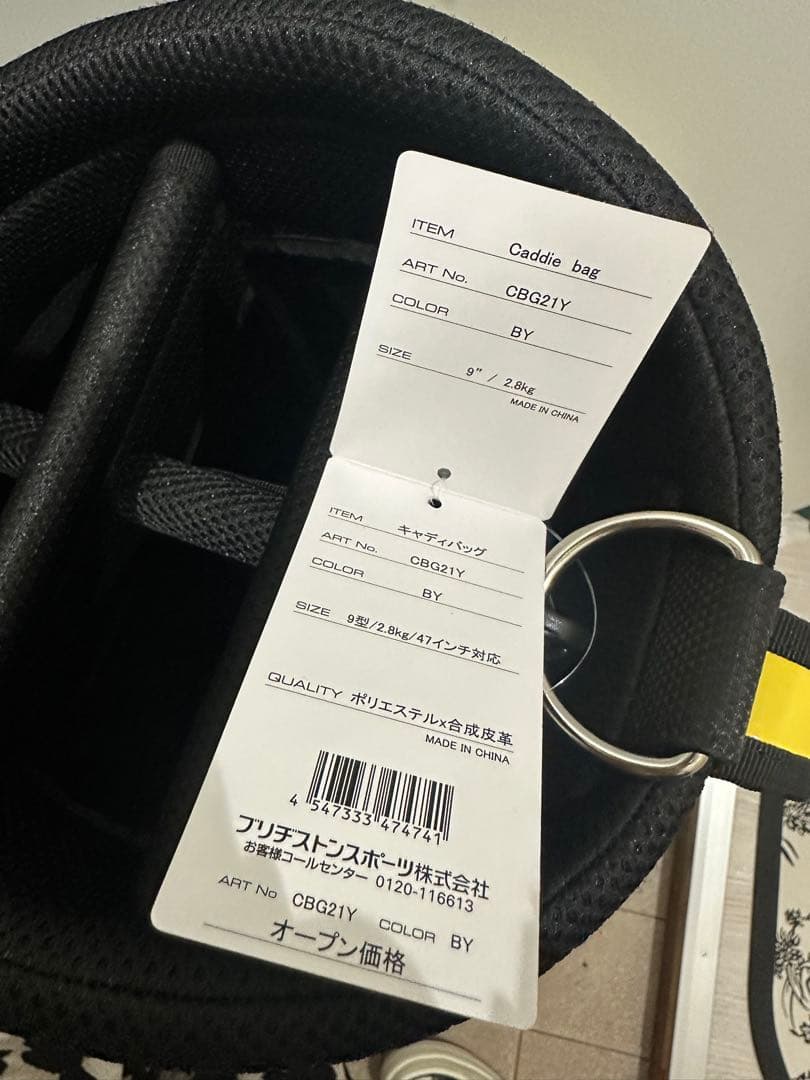 ITEM Caddie bag
ART No. CBG21Y
COLOR BY
SIZE 9" / 2.8kg
MADE IN CHINA
ITEM キャディバッグ
ART No. CBG21Y
COLOR BY
SIZE 9型/2.8kg/47インチ対応
QUALITY ポリエステルx合成皮革
MADE IN CHINA
4 547333 474741
ブリヂストンスポーツ株式会社
お客様コールセンター 0120-116613
ART No CBG21Y COLOR BY
オープン価格